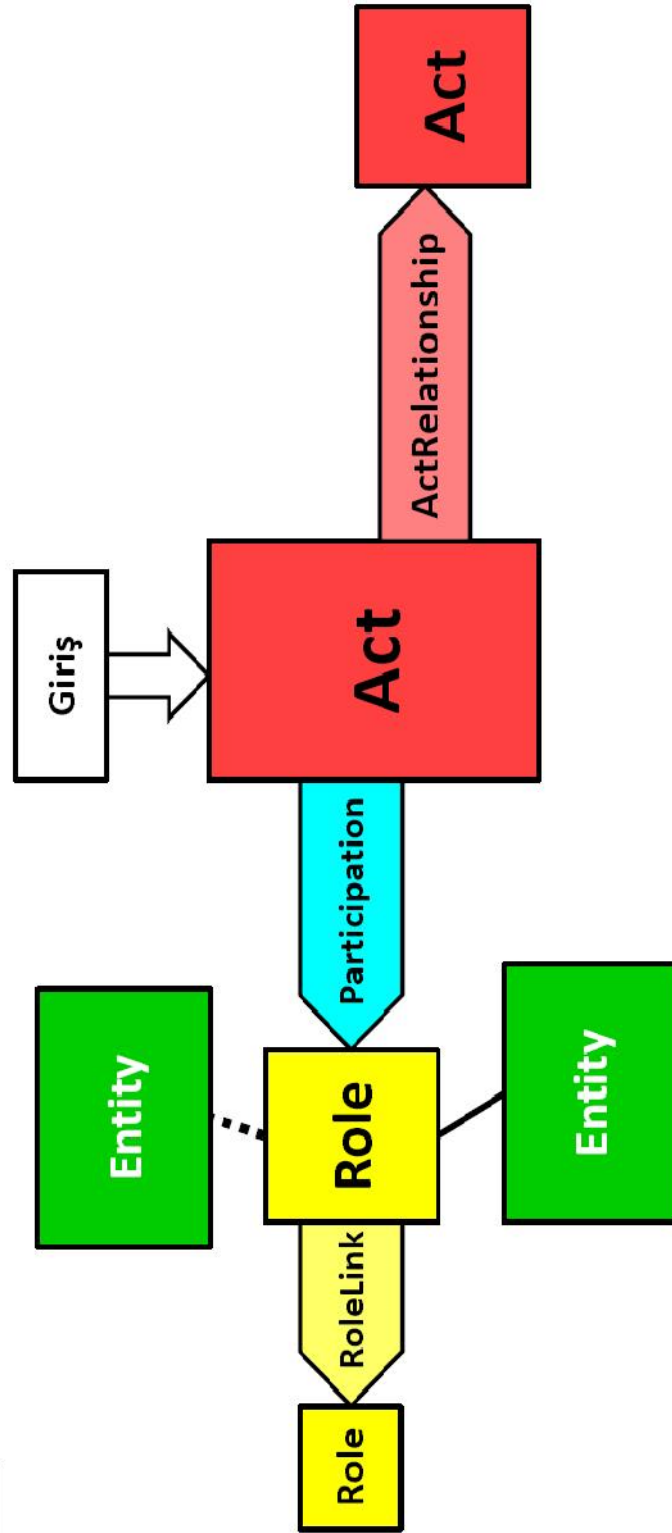 Giriş
Entity
Role
RoleLink
Role
Participation
Act
ActRelationship
Act
Entity